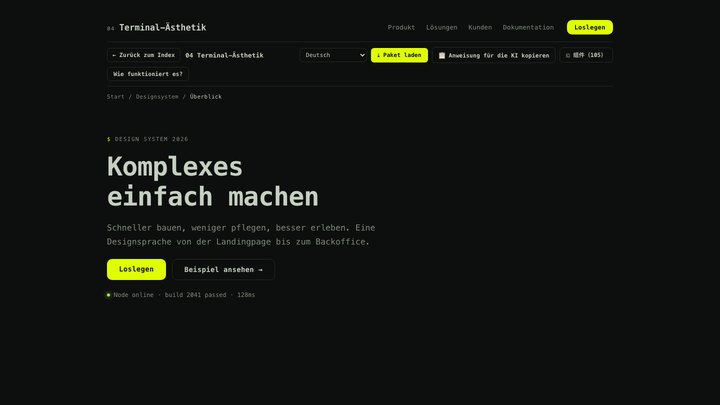 04 Terminal-Ästhetik
Produkt Lösungen Kunden Dokumentation Loslegen
← Zurück zum Index 04 Terminal-Ästhetik Deutsch ↓ Paket laden 📋 Anweisung für die KI kopieren ⧉ 组件 (105)
Wie funktioniert es?
Start / Designsystem / Überblick
$ DESIGN SYSTEM 2026
Komplexes
einfach machen
Schneller bauen, weniger pflegen, besser erleben. Eine
Designsprache von der Landingpage bis zum Backoffice.
Loslegen Beispiel ansehen →
Node online · build 2041 passed · 128ms